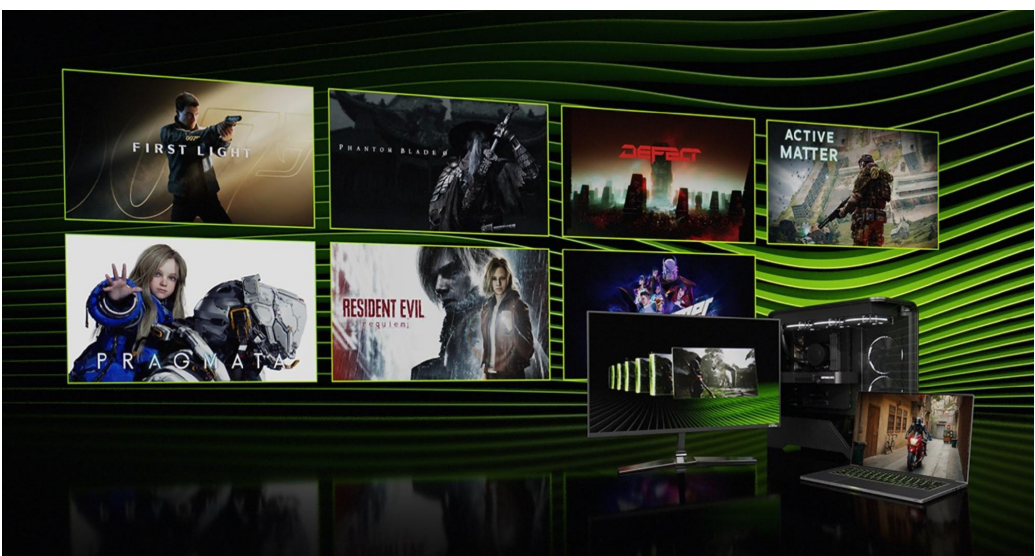 007
FIRST LIGHT
PHANTOM BLADE
DEFECT
ACTIVE
MATTER
PRAGMATA
RESIDENT EVIL
requiem